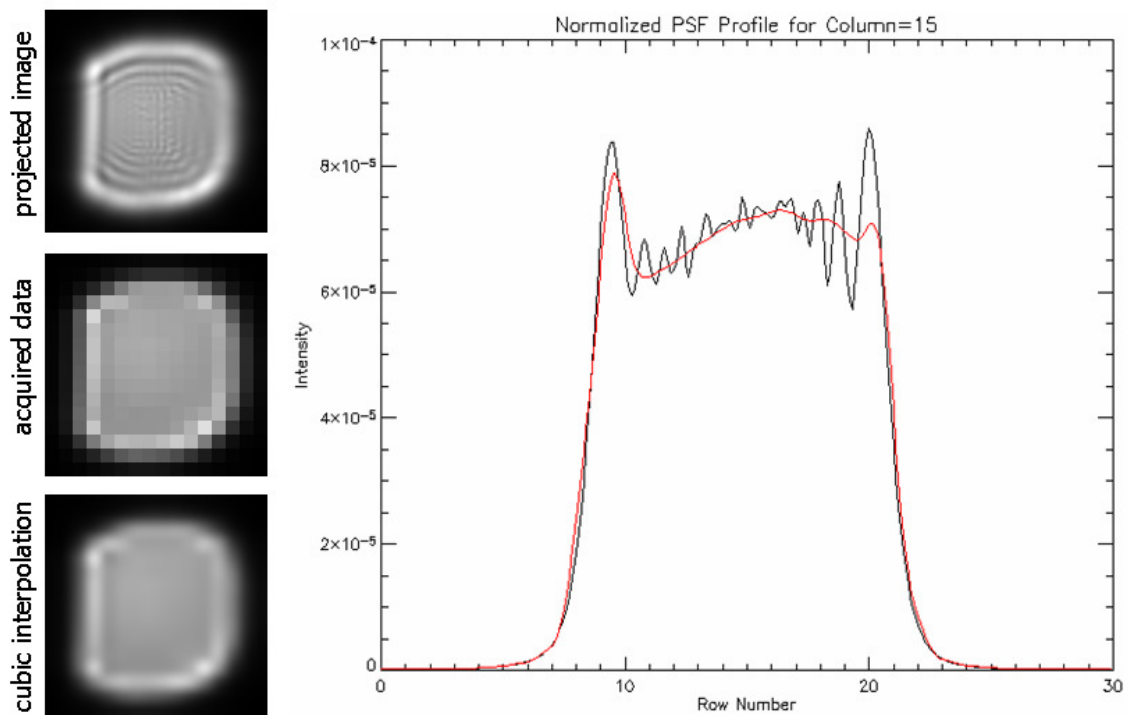 projected image
acquired data
cubic interpolation
Normalized PSF Profile for Column=15
1×10⁻⁴
8×10⁻⁵
6×10⁻⁵
4×10⁻⁵
2×10⁻⁵
0
Intensity
0 10 20 30
Row Number